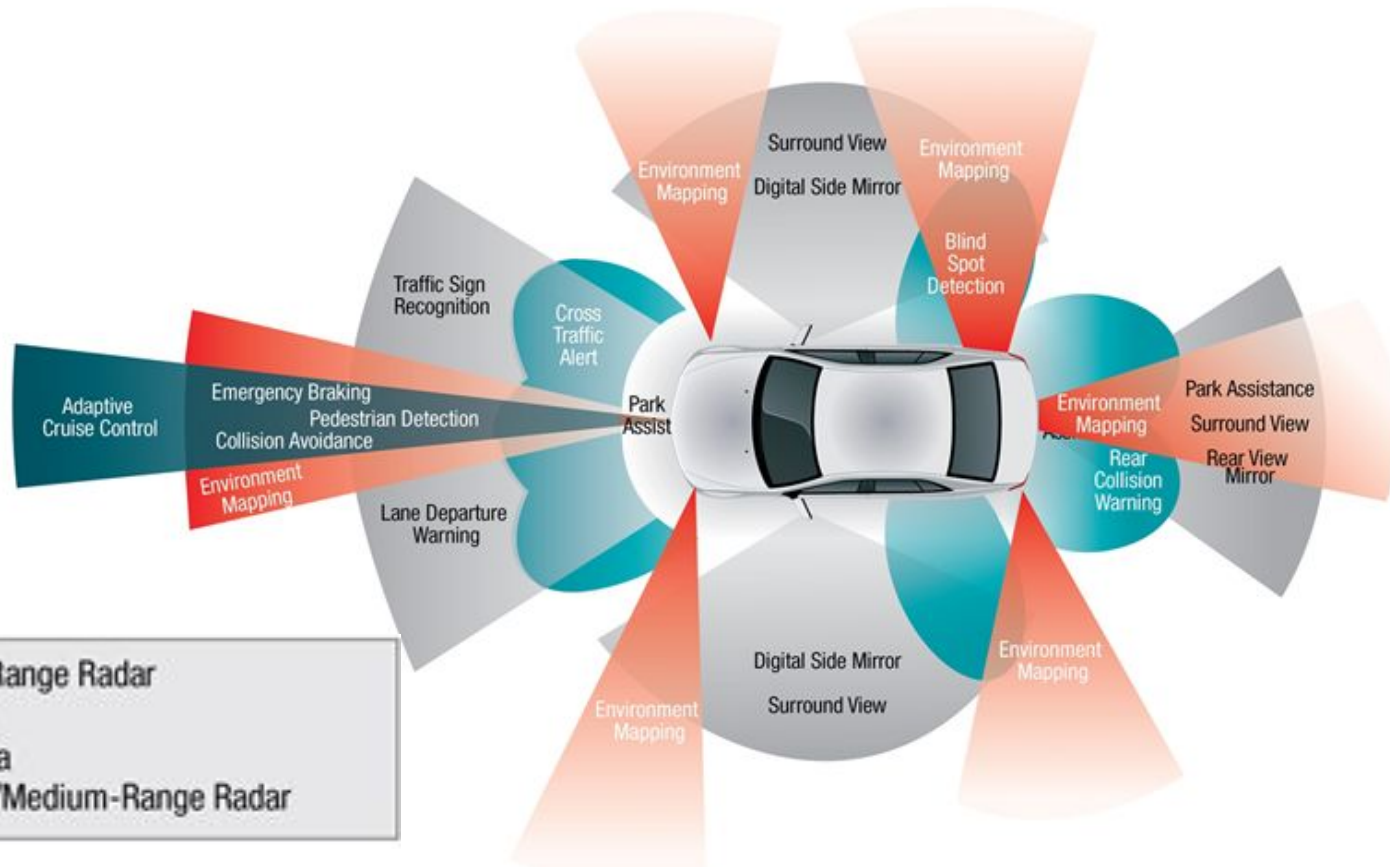 Surround View
Digital Side Mirror
Environment
Mapping
Environment
Mapping
Blind
Spot
Detection
Traffic Sign
Recognition
Cross
Traffic
Alert
Adaptive
Cruise Control
Emergency Braking
Pedestrian Detection
Collision Avoidance
Environment
Mapping
Lane Departure
Warning
Park
Assist
Environment
Mapping
Rear
Collision
Warning
Park Assistance
Surround View
Rear View
Mirror
Environment
Mapping
Digital Side Mirror
Surround View
Environment
Mapping
Range Radar
a
/Medium-Range Radar